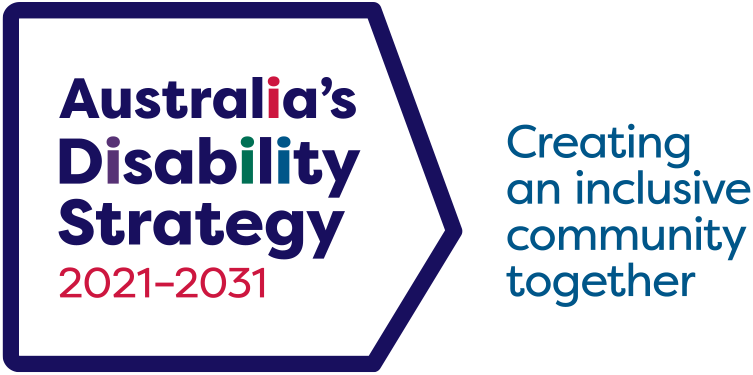 Australia’s
Disability
Strategy
2021–2031
Creating
an inclusive
community
together